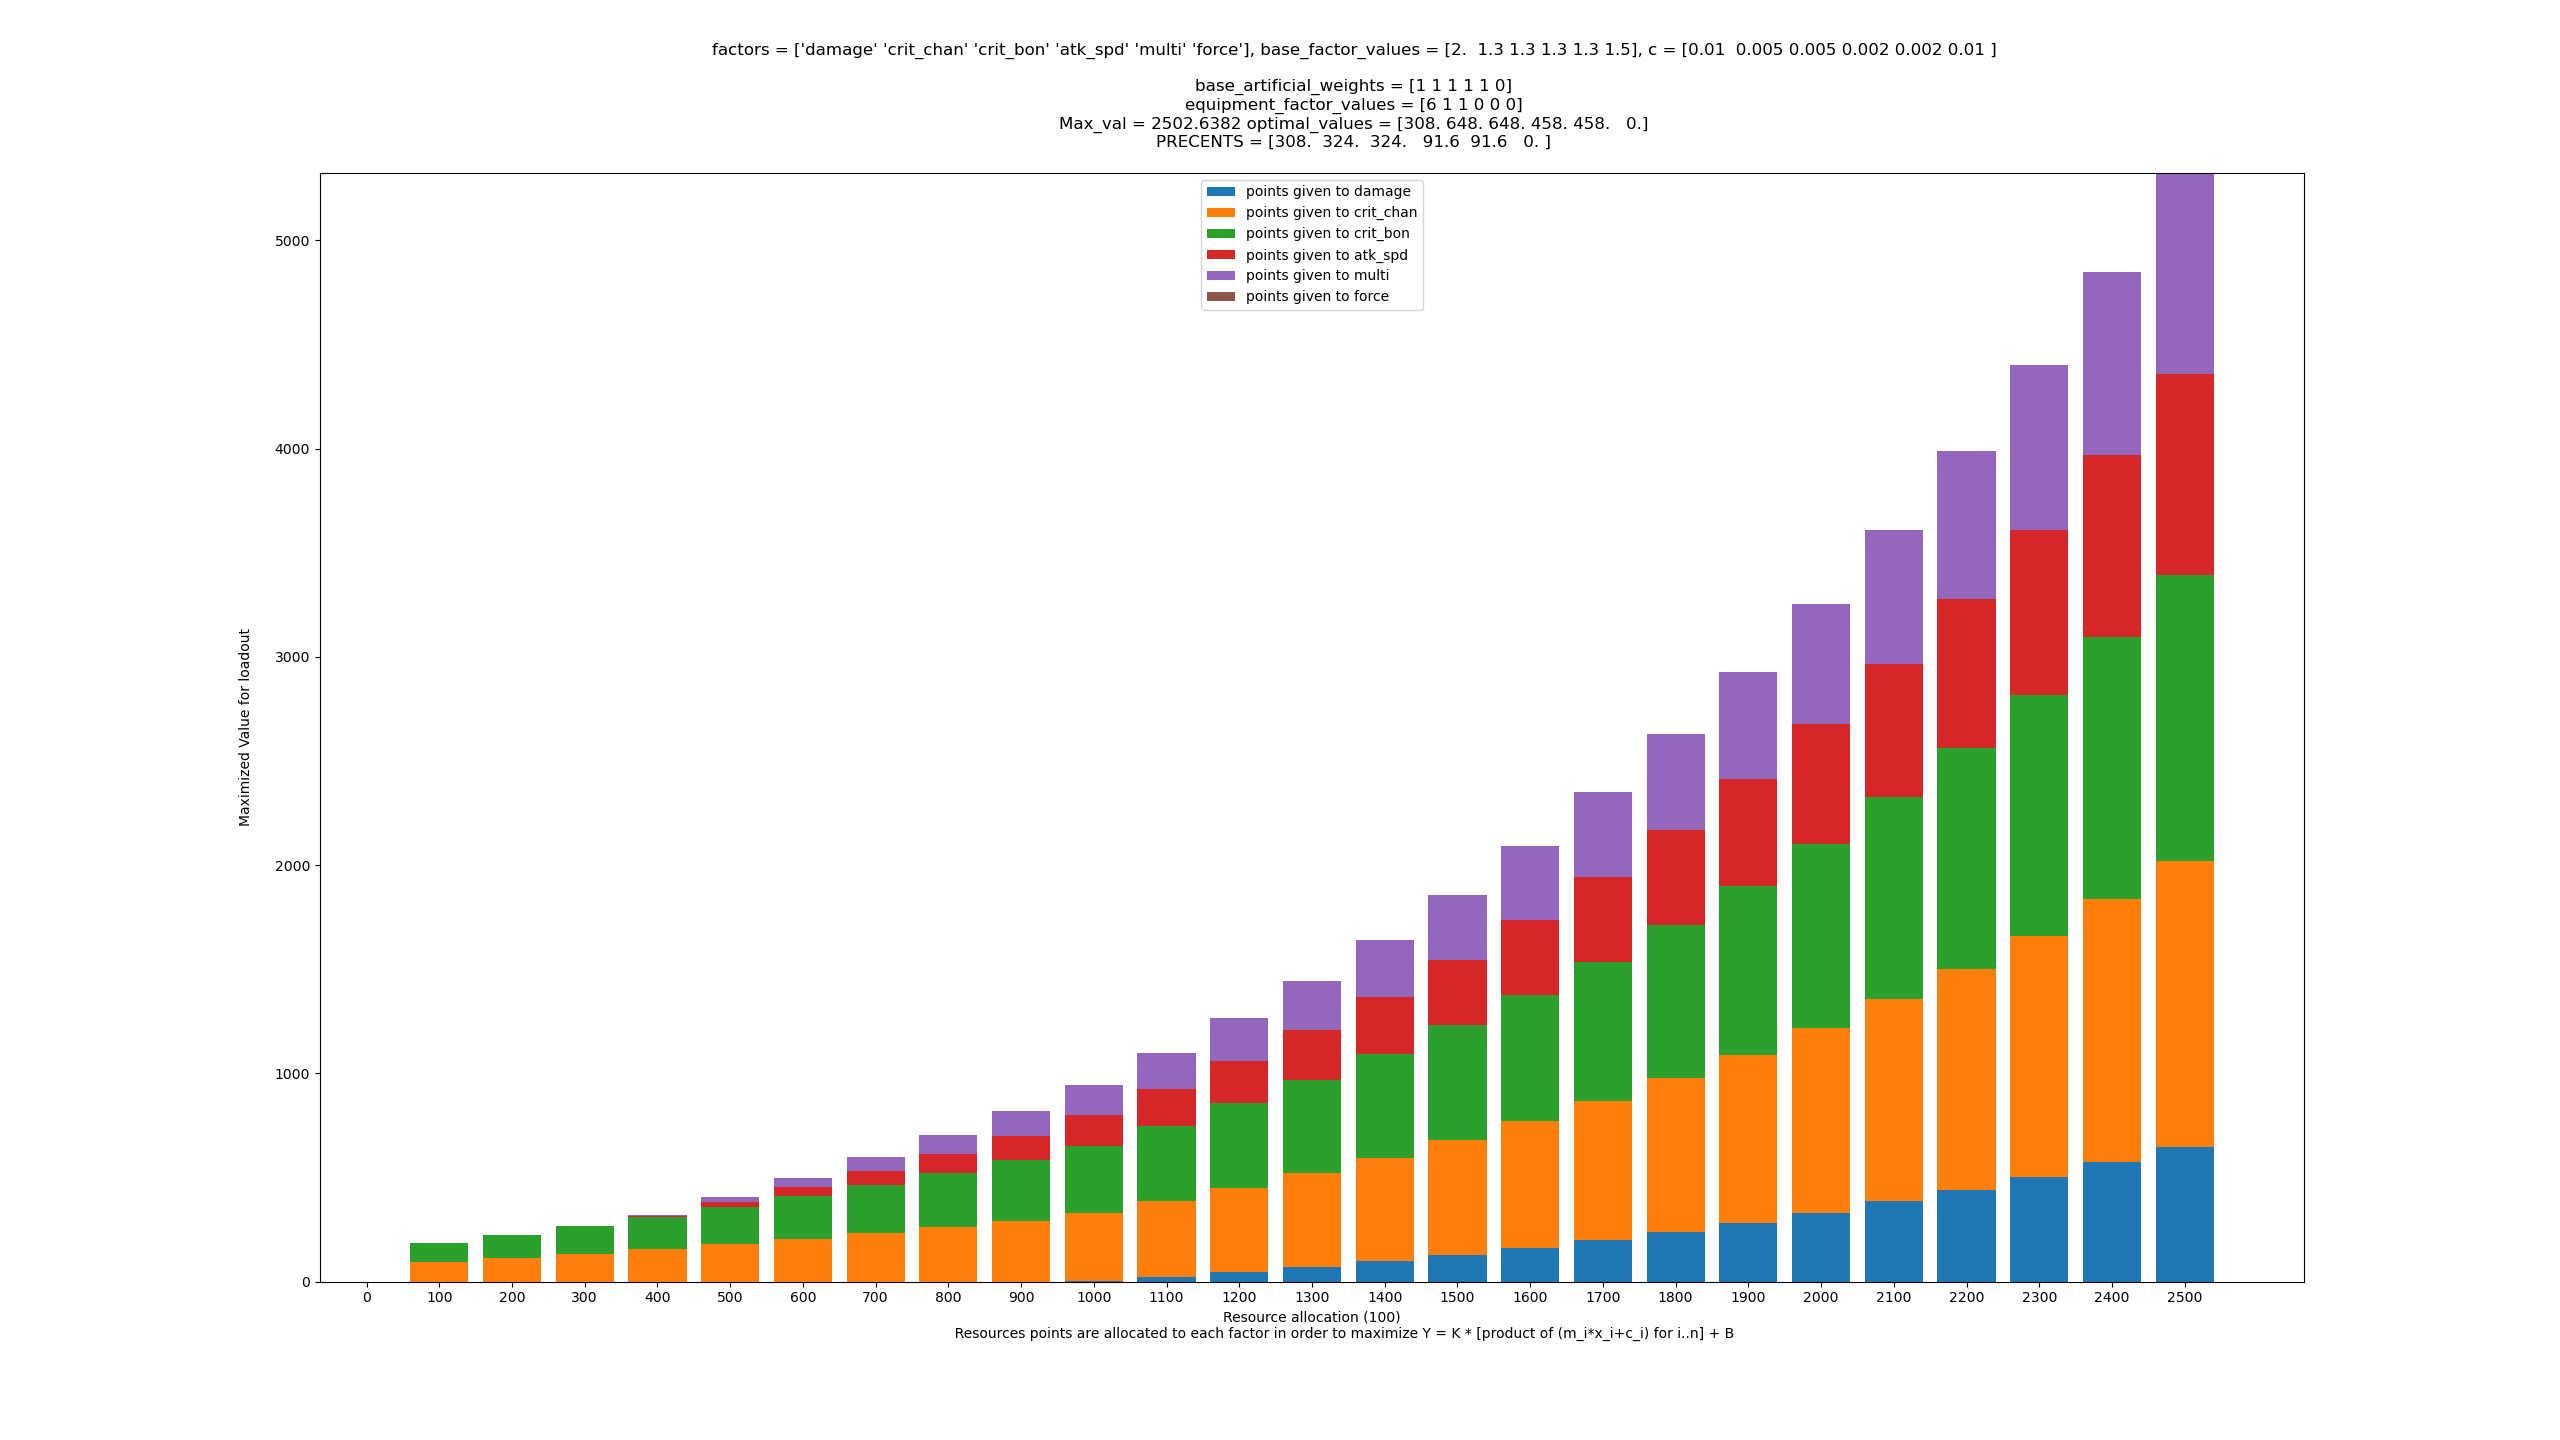 factors = ['damage' 'crit_chan' 'crit_bon' 'atk_spd' 'multi' 'force'], base_factor_values = [2.  1.3 1.3 1.3 1.3 1.5], c = [0.01  0.005 0.005 0.002 0.002 0.01 ]
base_artificial_weights = [1 1 1 1 1 0]
equipment_factor_values = [6 1 1 0 0 0]
Max_val = 2502.6382 optimal_values = [308. 648. 648. 458. 458.   0.]
PRECENTS = [308.  324.  324.   91.6  91.6   0. ]
points given to damage
points given to crit_chan
points given to crit_bon
points given to atk_spd
points given to multi
points given to force
5000
4000
3000
2000
1000
0
Maximized Value for loadout
0 100 200 300 400 500 600 700 800 900 1000 1100 1200 1300 1400 1500 1600 1700 1800 1900 2000 2100 2200 2300 2400 2500
Resource allocation (100)
Resources points are allocated to each factor in order to maximize Y = K * [product of (m_i*x_i+c_i) for i..n] + B